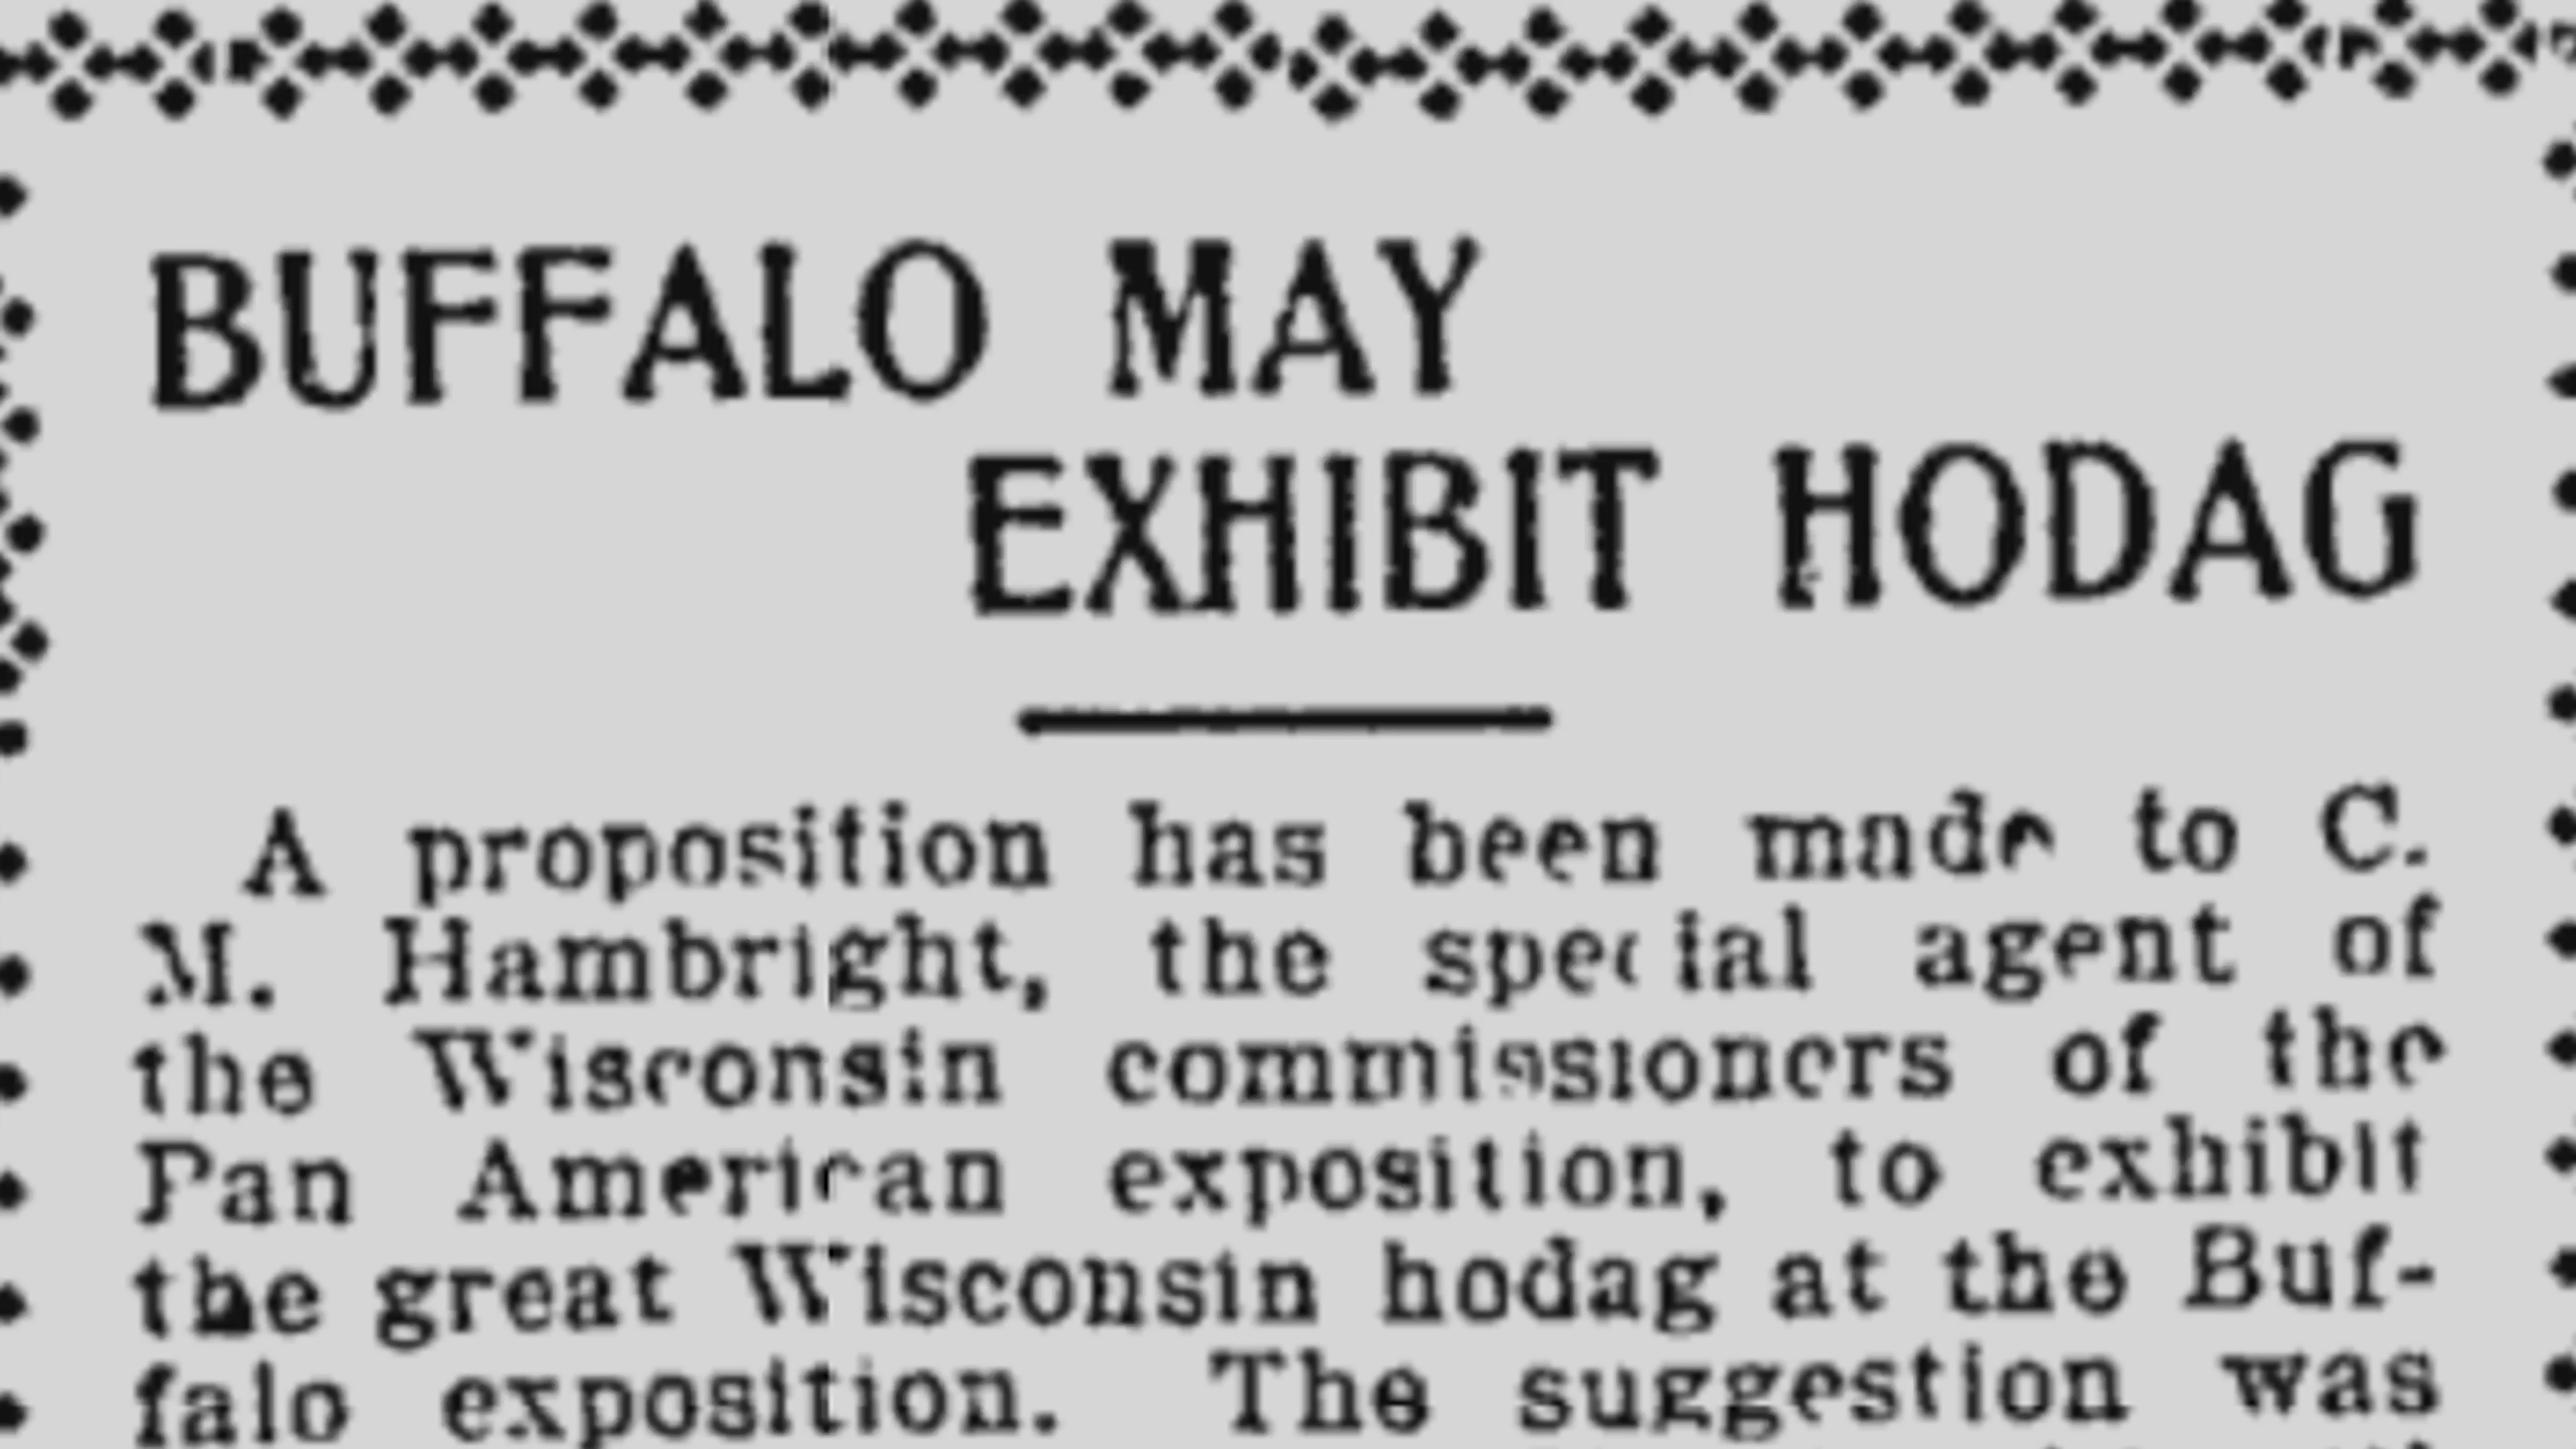 BUFFALO MAY
EXHIBIT HODAG
A proposition has been made to C.
M. Hambright, the special agent of
the Wisconsin commissioners of the
Pan American exposition, to exhibit
the great Wisconsin hodag at the Buf-
falo exposition. The suggestion was